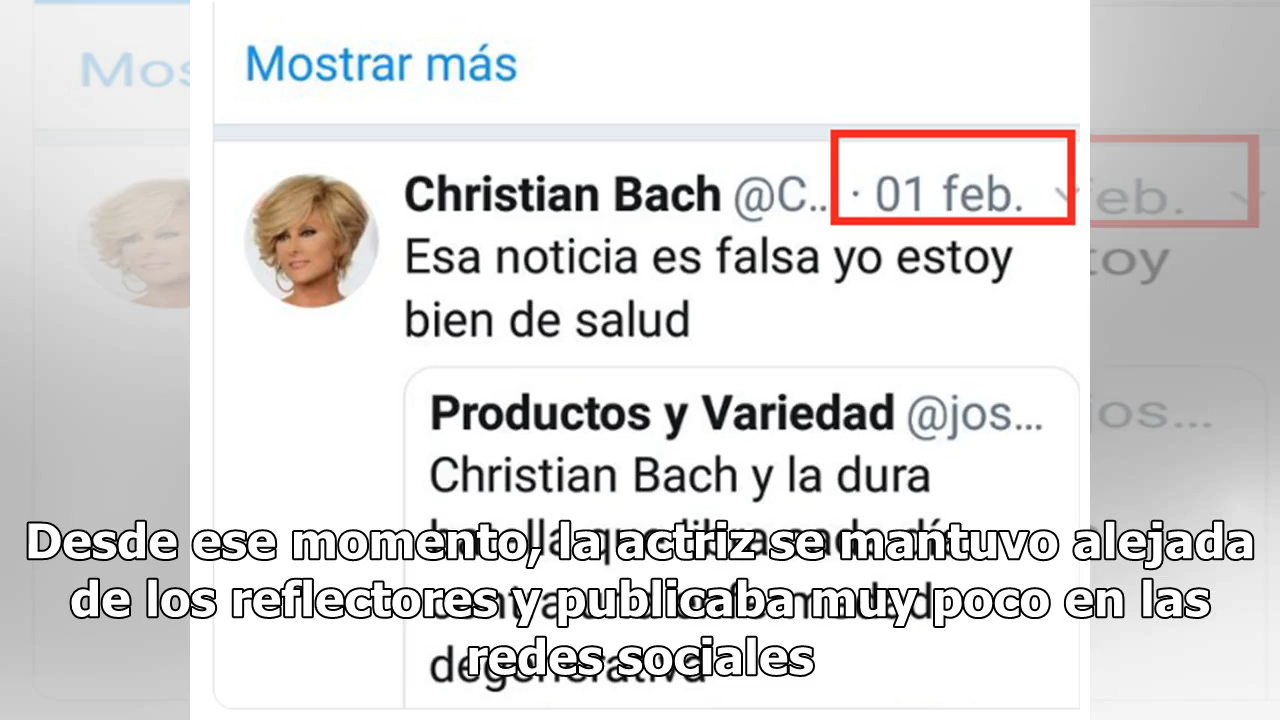 Mostrar más
Christian Bach @C... · 01 feb.
Esa noticia es falsa yo estoy
bien de salud
Productos y Variedad @jos...
Christian Bach y la dura
degenerativa
Desde ese momento, la actriz se mantuvo alejada
de los reflectores y publicaba muy poco en las
redes sociales